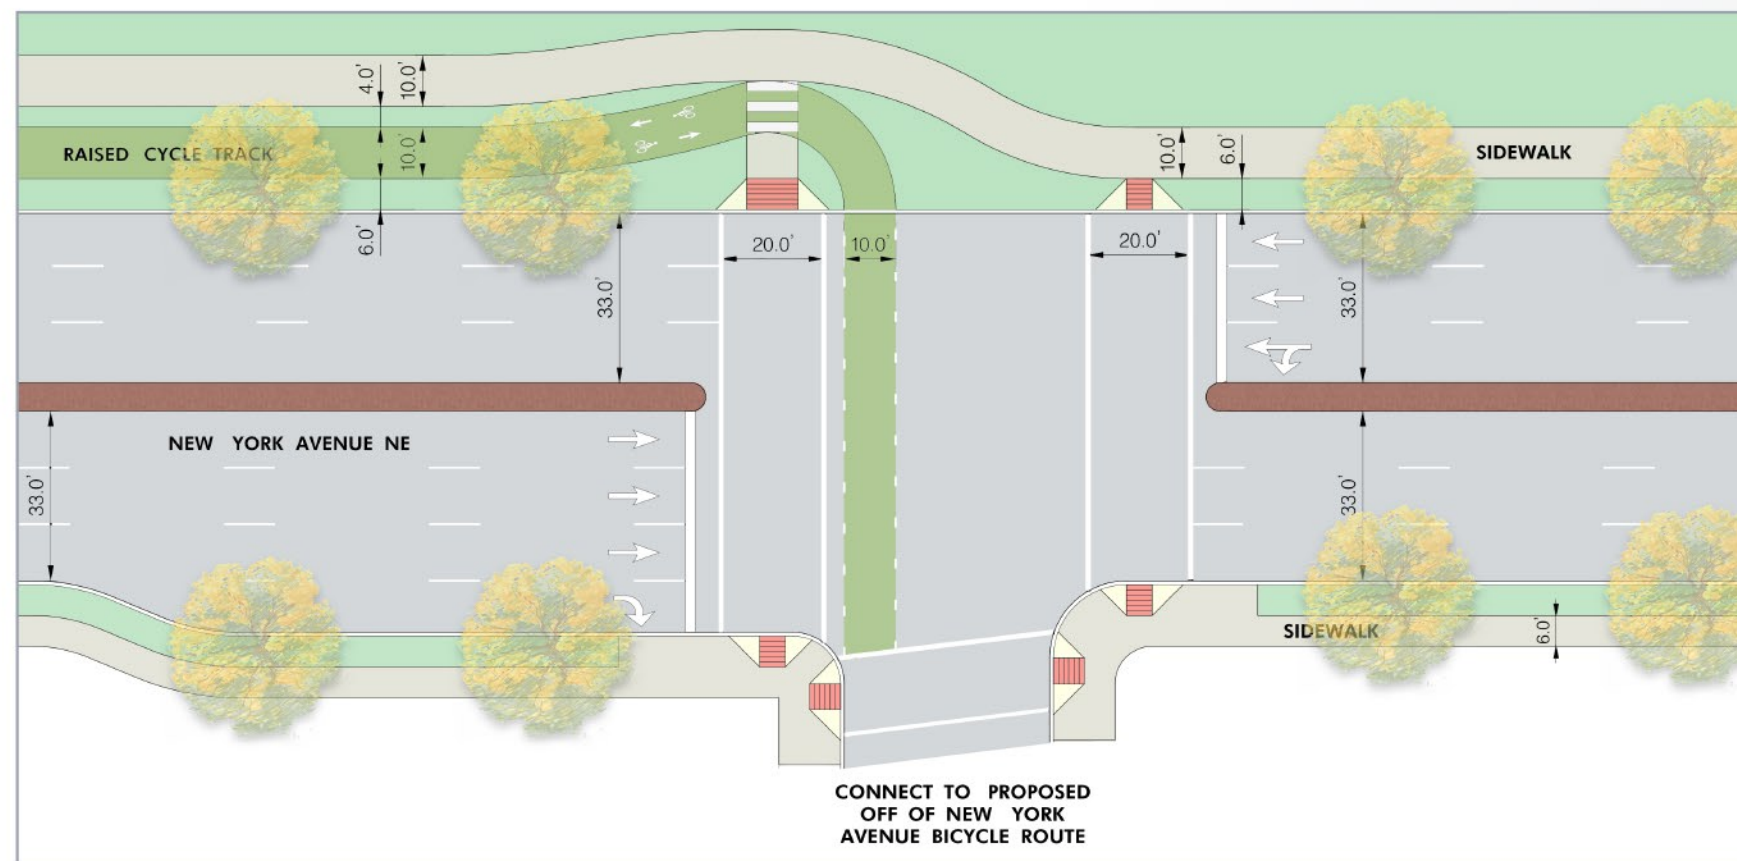 4.0'
10.0'
RAISED CYCLE TRACK
10.0'
10.0'
6.0'
SIDEWALK
6.0'
20.0'
10.0'
20.0'
33.0'
33.0'
NEW YORK AVENUE NE
33.0'
33.0'
SIDEWALK
6.0'
CONNECT TO PROPOSED
OFF OF NEW YORK
AVENUE BICYCLE ROUTE